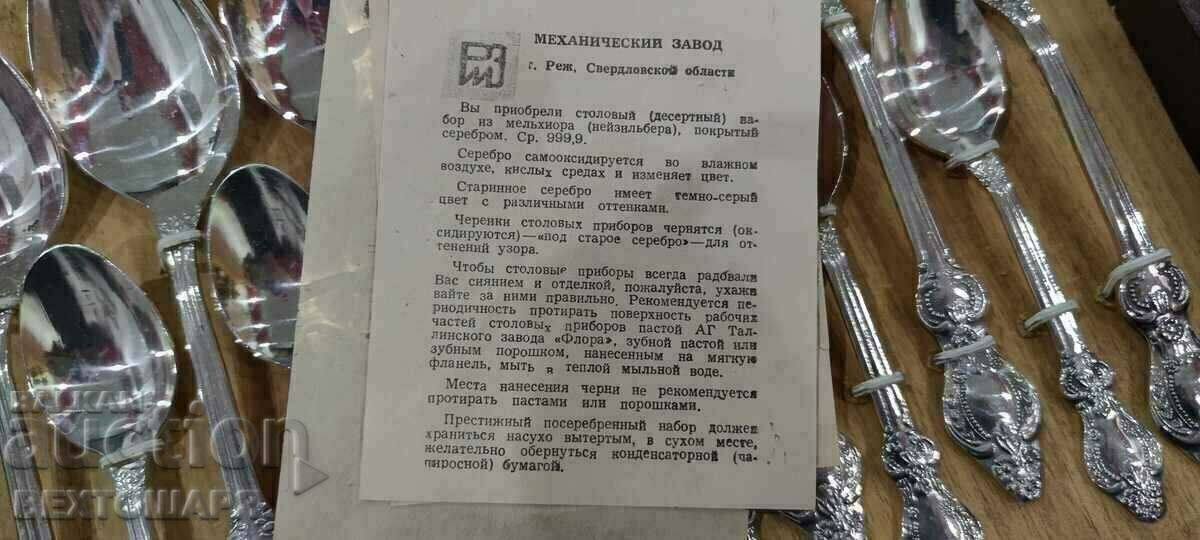 МЕХАНИЧЕСКИЙ ЗАВОД
г. Реж, Свердловской области
Вы приобрели столовый (десертный) на-
бор из мельхиора (нейзильбера), покрытый
серебром. Ср. 999,9.
Серебро самооксидируется во влажном
воздухе, кислых средах и изменяет цвет.
Старинное серебро имеет темно-серый
цвет с различными оттенками.
Черенки столовых приборов чернятся (ок-
сидируются)—«под старое серебро»—для от-
тенений узора.
Чтобы столовые приборы всегда радовали
Вас сиянием и отделкой, пожалуйста, ухажи
вайте за ними правильно. Рекомендуется пе-
риодичность протирать поверхность рабочих
частей столовых приборов пастой АГ Тал-
линского завода «Флора», зубной пастой или
зубным порошком, нанесенным на мягкую
фланель, мыть в теплой мыльной воде.
Места нанесения черни не рекомендуется
протирать пастами или порошками.
Престижный посеребренный набор должен
храниться насухо вытертым, в сухом месте,
желательно обернуться конденсаторной (па-
пиросной) бумагой.
БАЛКАН
auction
ВЕХТОШАРЯ